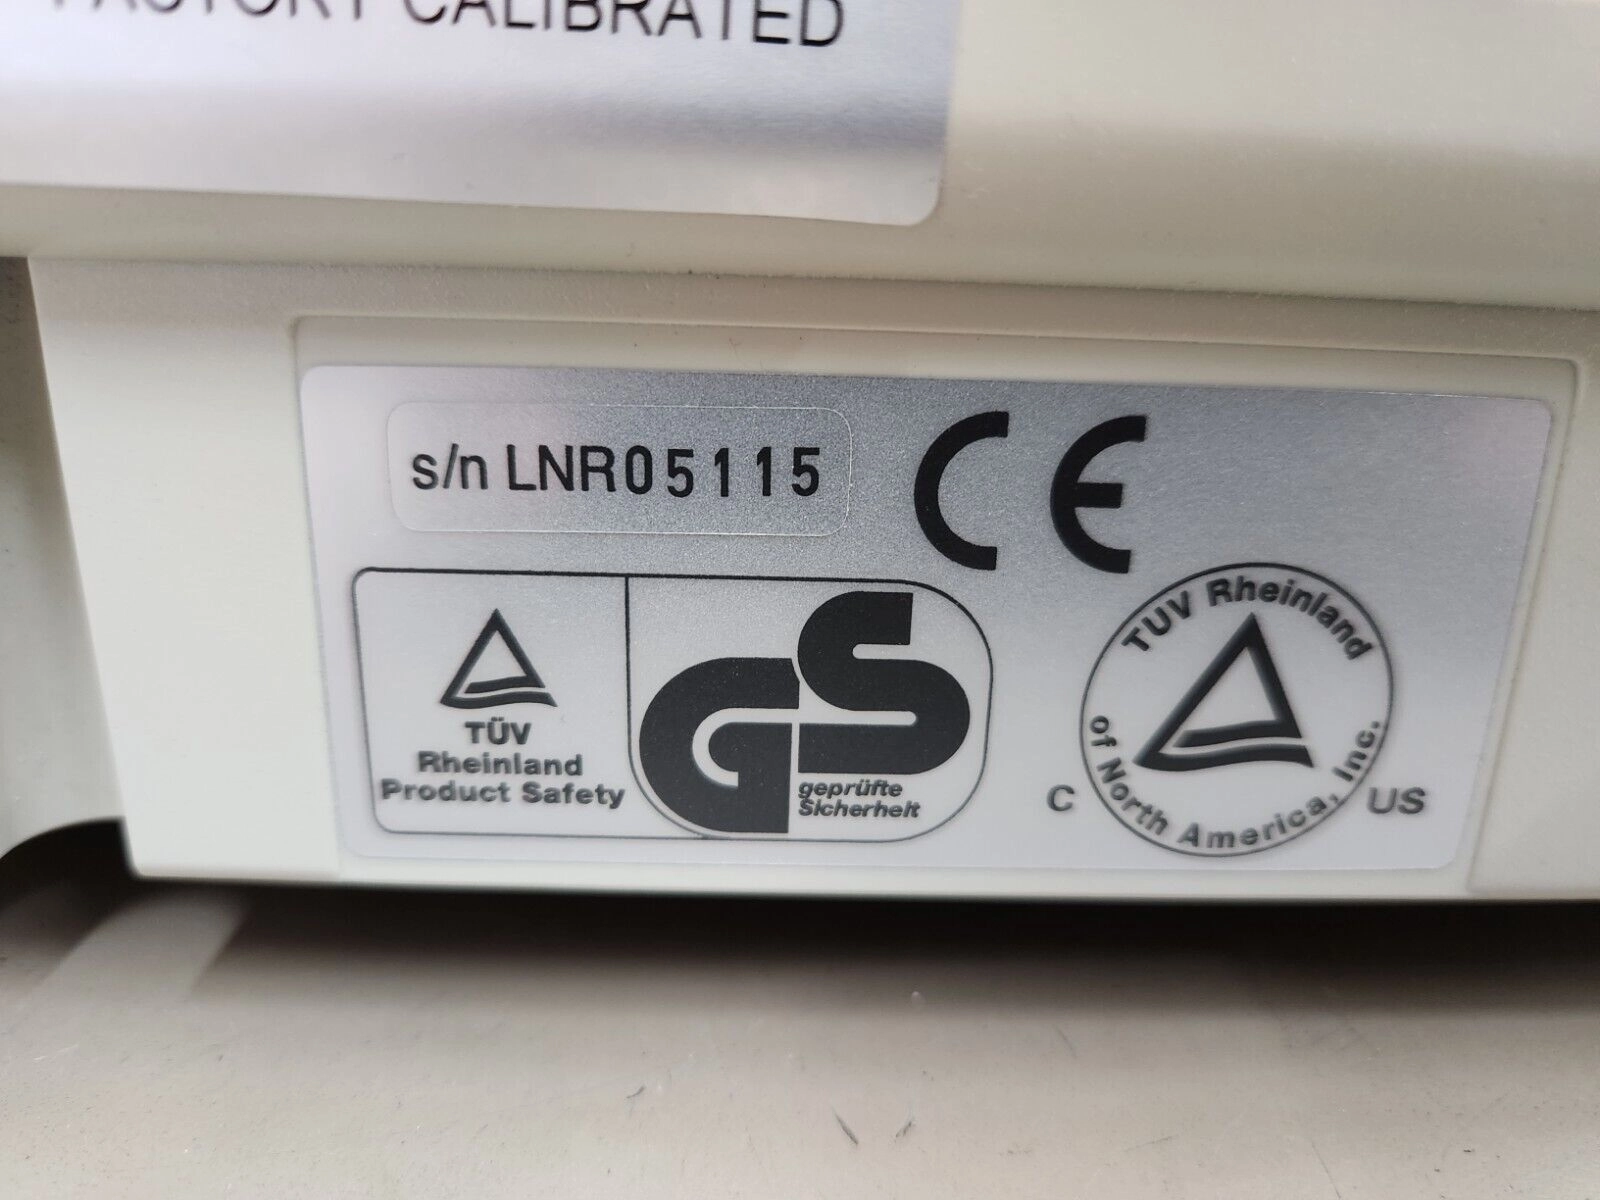 FACTORY CALIBRATED
s/n LNR05115
CE
TÜV
Rheinland
Product Safety
GS
geprüfte
Sicherheit
TUV Rheinland
of North America, Inc.
C US